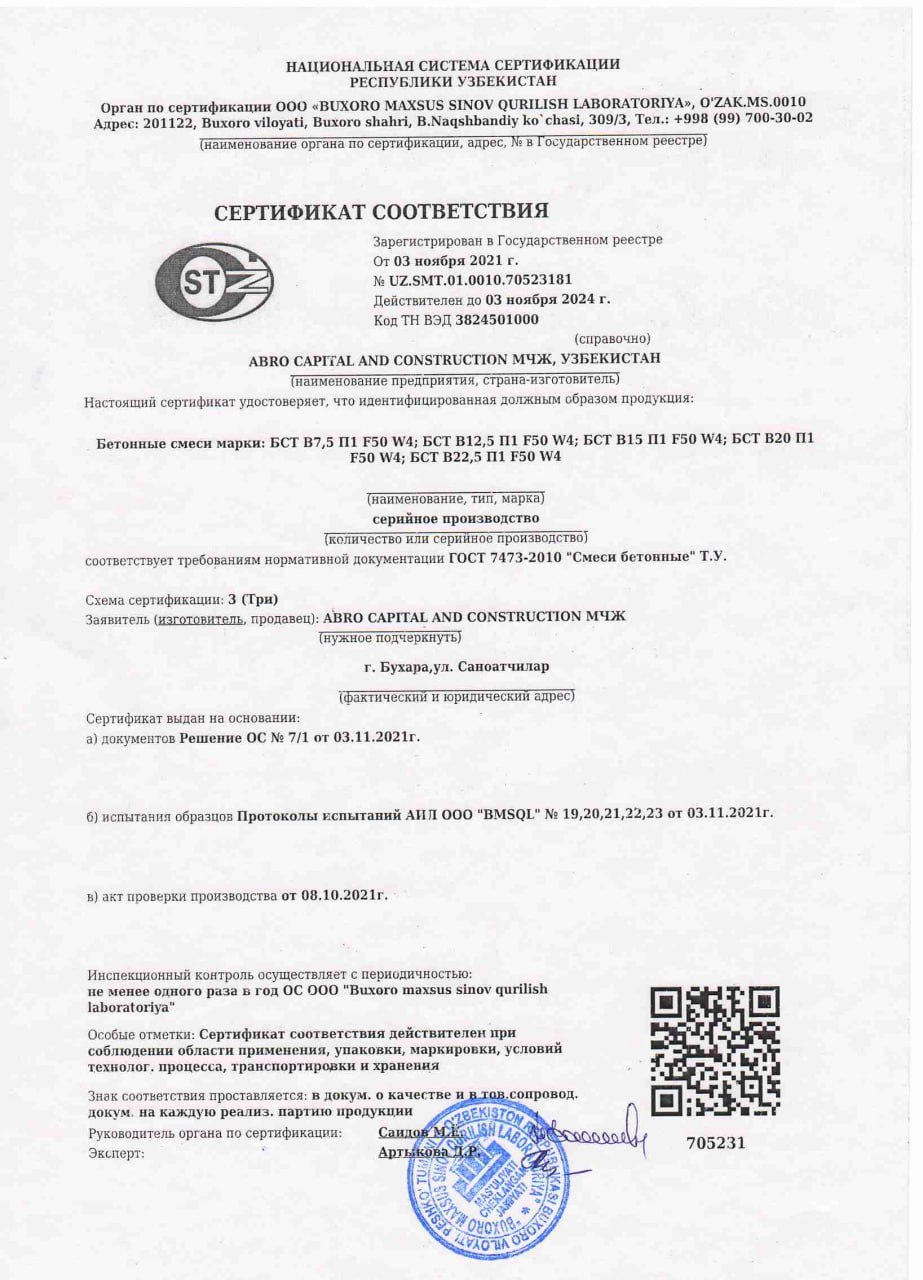 НАЦИОНАЛЬНАЯ СИСТЕМА СЕРТИФИКАЦИИ
РЕСПУБЛИКИ УЗБЕКИСТАН
Орган по сертификации ООО «BUXORO MAXSUS SINOV QURILISH LABORATORIYA», O'ZAK.MS.0010
Адрес: 201122, Buxoro viloyati, Buxoro shahri, B.Naqshbandiy ko`chasi, 309/3, Тел.: +998 (99) 700-30-02
(наименование органа по сертификации, адрес, № в Государственном реестре)
СЕРТИФИКАТ СООТВЕТСТВИЯ
ST
Зарегистрирован в Государственном реестре
От 03 ноября 2021 г.
№ UZ.SMT.01.0010.70523181
Действителен до 03 ноября 2024 г.
Код ТН ВЭД 3824501000
(справочно)
ABRO CAPITAL AND CONSTRUCTION МЧЖ, УЗБЕКИСТАН
(наименование предприятия, страна-изготовитель)
Настоящий сертификат удостоверяет, что идентифицированная должным образом продукция:
Бетонные смеси марки: БСТ В7,5 П1 F50 W4; БСТ В12,5 П1 F50 W4; БСТ В15 П1 F50 W4; БСТ В20 П1
F50 W4; БСТ В22,5 П1 F50 W4
(наименование, тип, марка)
серийное производство
(количество или серийное производство)
соответствует требованиям нормативной документации ГОСТ 7473-2010 "Смеси бетонные" Т.У.
Схема сертификации: 3 (Три)
Заявитель (изготовитель, продавец): ABRO CAPITAL AND CONSTRUCTION МЧЖ
(нужное подчеркнуть)
г. Бухара,ул. Саноатчилар
(фактический и юридический адрес)
Сертификат выдан на основании:
а) документов Решение ОС № 7/1 от 03.11.2021г.
б) испытания образцов Протоколы испытаний АИЛ ООО "BMSQL" № 19,20,21,22,23 от 03.11.2021г.
в) акт проверки производства от 08.10.2021г.
Инспекционный контроль осуществляет с периодичностью:
не менее одного раза в год ОС ООО "Buxoro maxsus sinov qurilish
laboratoriya"
Особые отметки: Сертификат соответствия действителен при
соблюдении области применения, упаковки, маркировки, условий
технолог. процесса, транспортировки и хранения
Знак соответствия проставляется: в докум. о качестве и в тов.сопровод.
докум. на каждую реализ. партию продукции
Руководитель органа по сертификации: Саидов М.Ё.
Эксперт: Артыкова Д.Р.
705231
O'ZBEKISTON RESPUBLIKASI BUXORO VILOYATI PESHKO' TUMANI
"BUXORO MAXSUS SINOV QURILISH LABORATORIYA"
MAS'ULIYATI
CHEKLANGAN
JAMIYATI